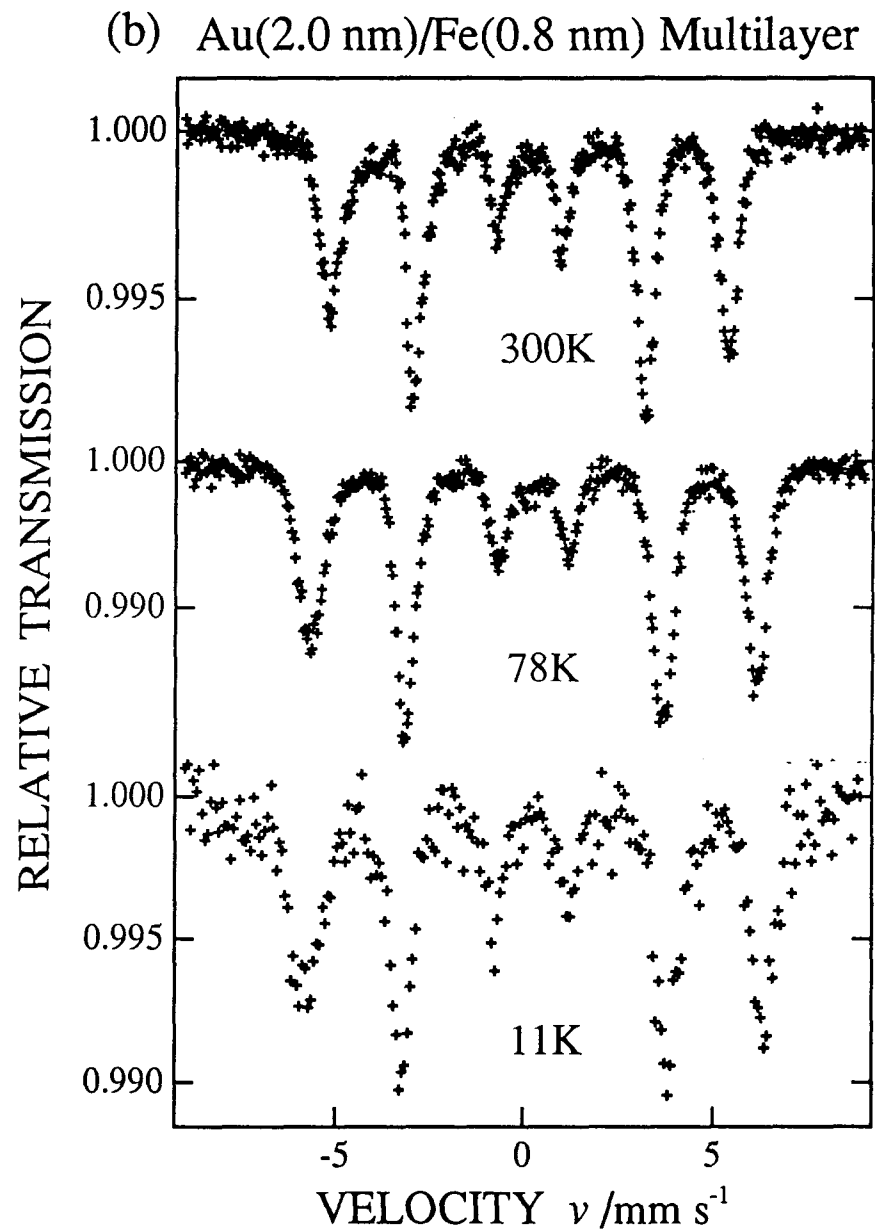 (b) Au(2.0 nm)/Fe(0.8 nm) Multilayer
RELATIVE TRANSMISSION
1.000
0.995
300K
1.000
0.990
78K
1.000
0.995
11K
0.990
-5 0 5
VELOCITY v /mm s⁻¹